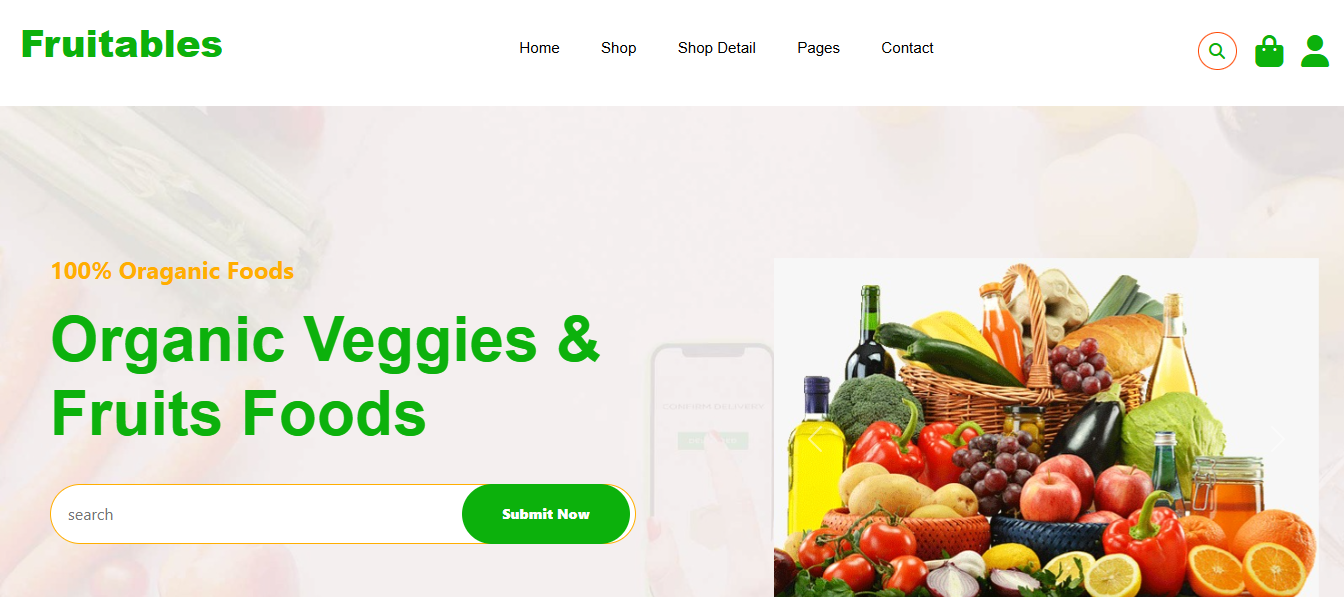 Fruitables
Home Shop Shop Detail Pages Contact
100% Oraganic Foods
Organic Veggies &
Fruits Foods
CONFIRM DELIVERY
search
Submit Now